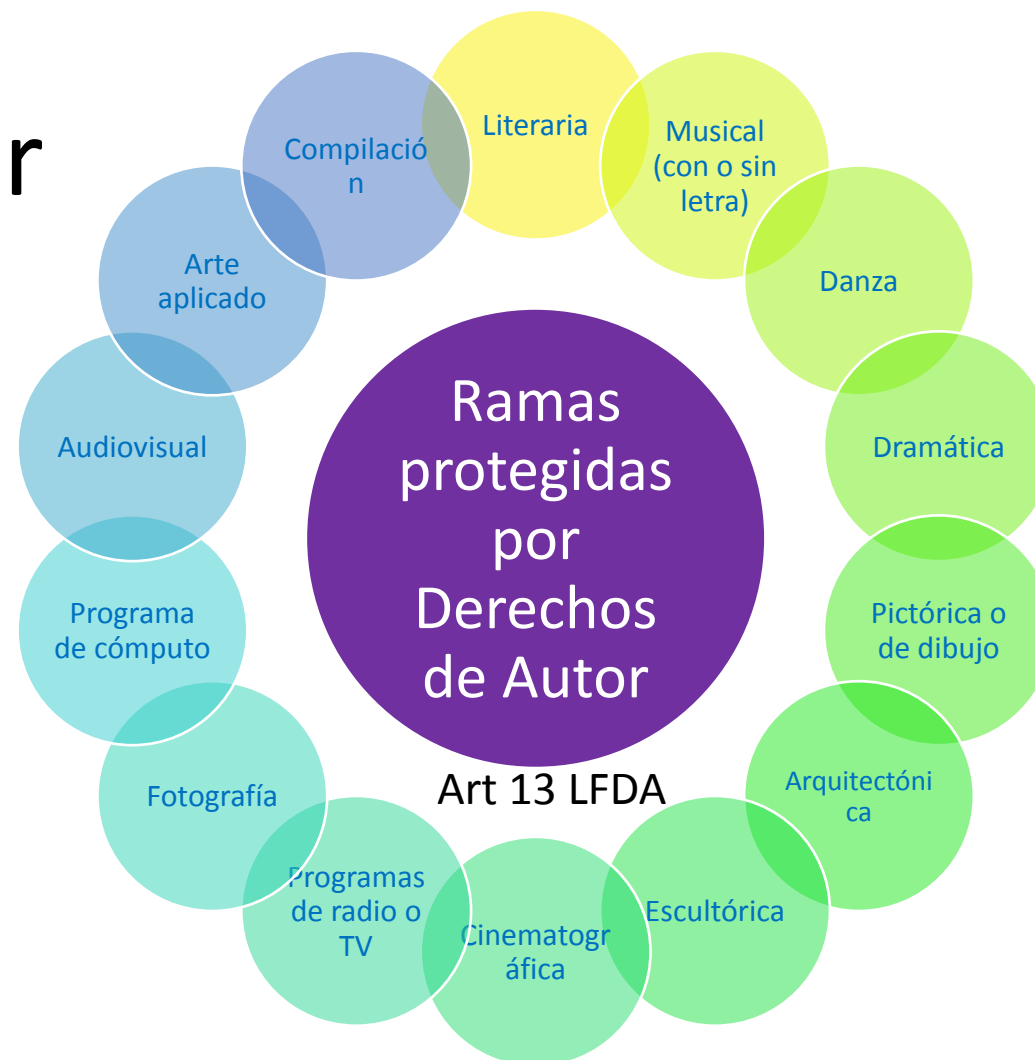 r
Literaria
Musical
(con o sin
letra)
Danza
Dramática
Pictórica o
de dibujo
Arquitectóni
ca
Escultórica
Cinematogr
áfica
Programas
de radio o
TV
Fotografía
Programa
de cómputo
Audiovisual
Arte
aplicado
Compilació
n
Ramas
protegidas
por
Derechos
de Autor
Art 13 LFDA